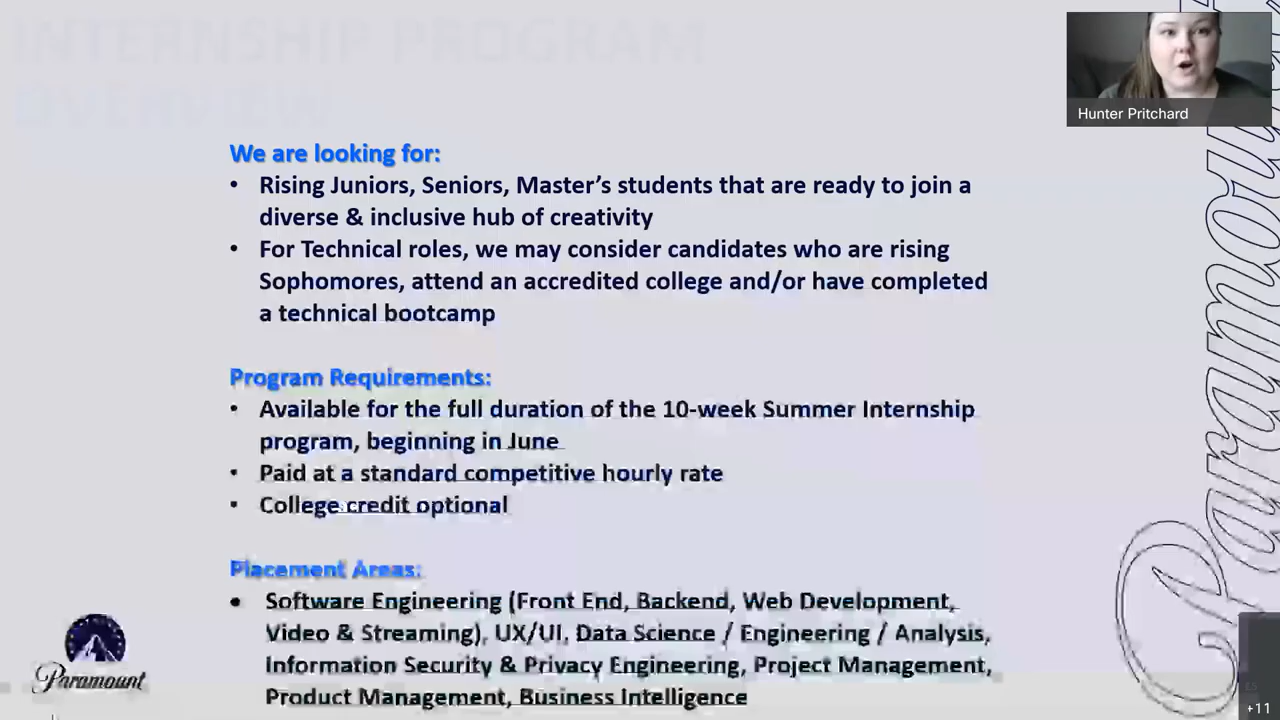 INTERNSHIP PROGRAM
OVERVIEW
Hunter Pritchard
We are looking for:
• Rising Juniors, Seniors, Master’s students that are ready to join a
diverse & inclusive hub of creativity
• For Technical roles, we may consider candidates who are rising
Sophomores, attend an accredited college and/or have completed
a technical bootcamp
Program Requirements:
• Available for the full duration of the 10-week Summer Internship
program, beginning in June
• Paid at a standard competitive hourly rate
• College credit optional
Placement Areas:
• Software Engineering (Front End, Backend, Web Development,
Video & Streaming), UX/UI, Data Science / Engineering / Analysis,
Information Security & Privacy Engineering, Project Management,
Product Management, Business Intelligence
Paramount
Paramount
+11